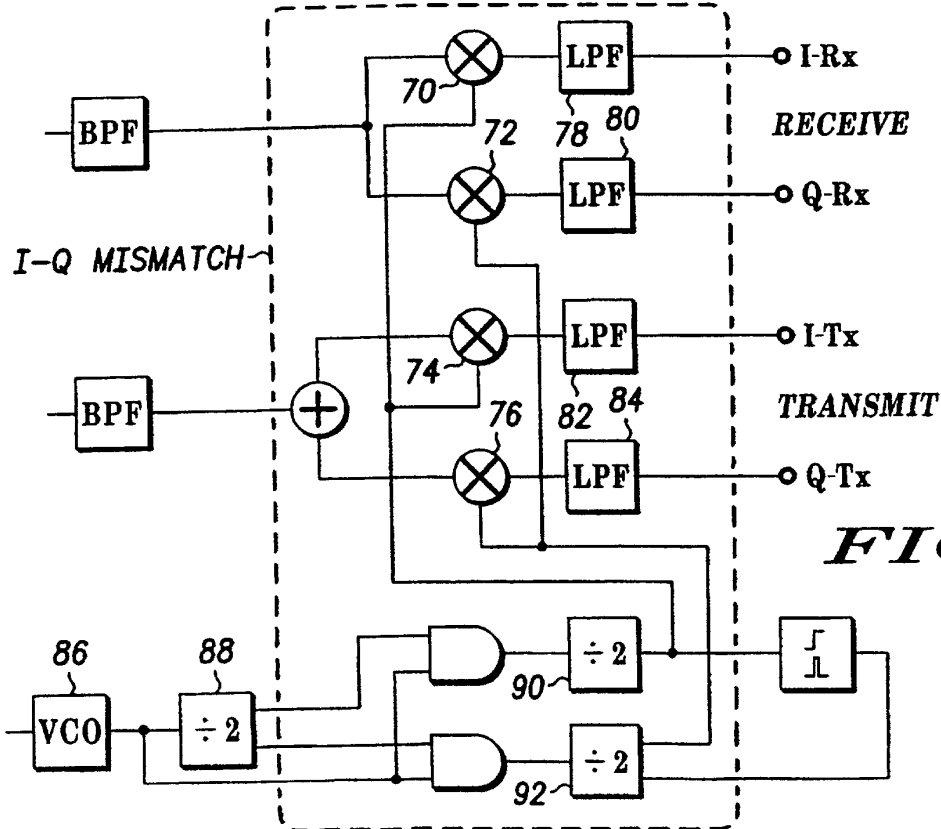 LPF
I-Rx
70
78
80
RECEIVE
BPF
72
LPF
Q-Rx
I-Q MISMATCH
LPF
I-Tx
74
82
84
TRANSMIT
BPF
76
LPF
Q-Tx
FIG
86
88
÷ 2
90
VCO
÷ 2
÷ 2
92